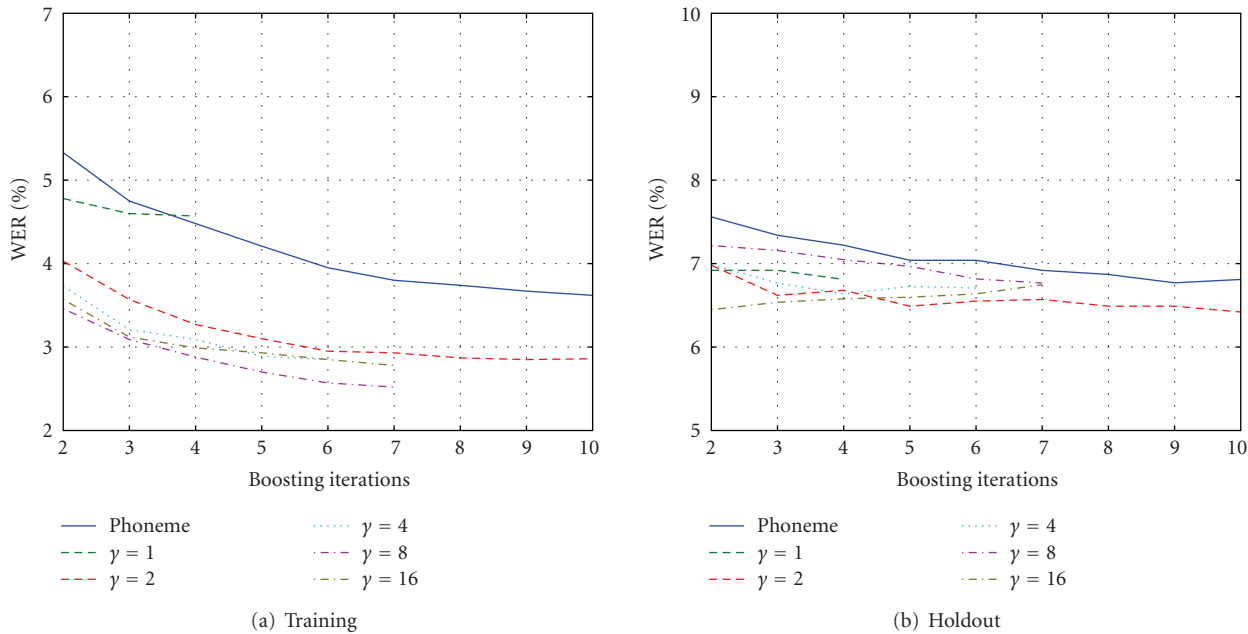 7
6
5
4
3
2
WER (%)
2 3 4 5 6 7 8 9 10
Boosting iterations
Phoneme
γ = 1
γ = 2
γ = 4
γ = 8
γ = 16
(a) Training
10
9
8
7
6
5
WER (%)
2 3 4 5 6 7 8 9 10
Boosting iterations
Phoneme
γ = 1
γ = 2
γ = 4
γ = 8
γ = 16
(b) Holdout